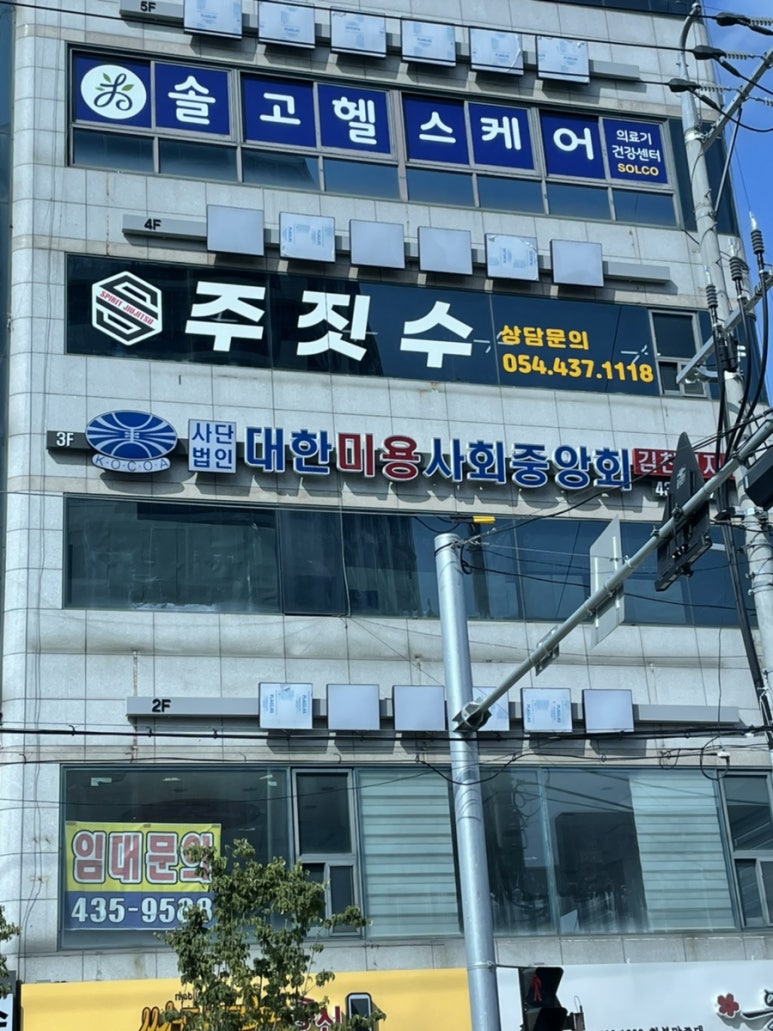 5F
솔고헬스케어
의료기
건강센터
SOLCO
4F
SPIRIT JIUJITSU
주짓수
상담문의
054.437.1118
3F
K·O·C·O·A
사단
법인
대한미용사회중앙회
2F
임대문의
435-9588